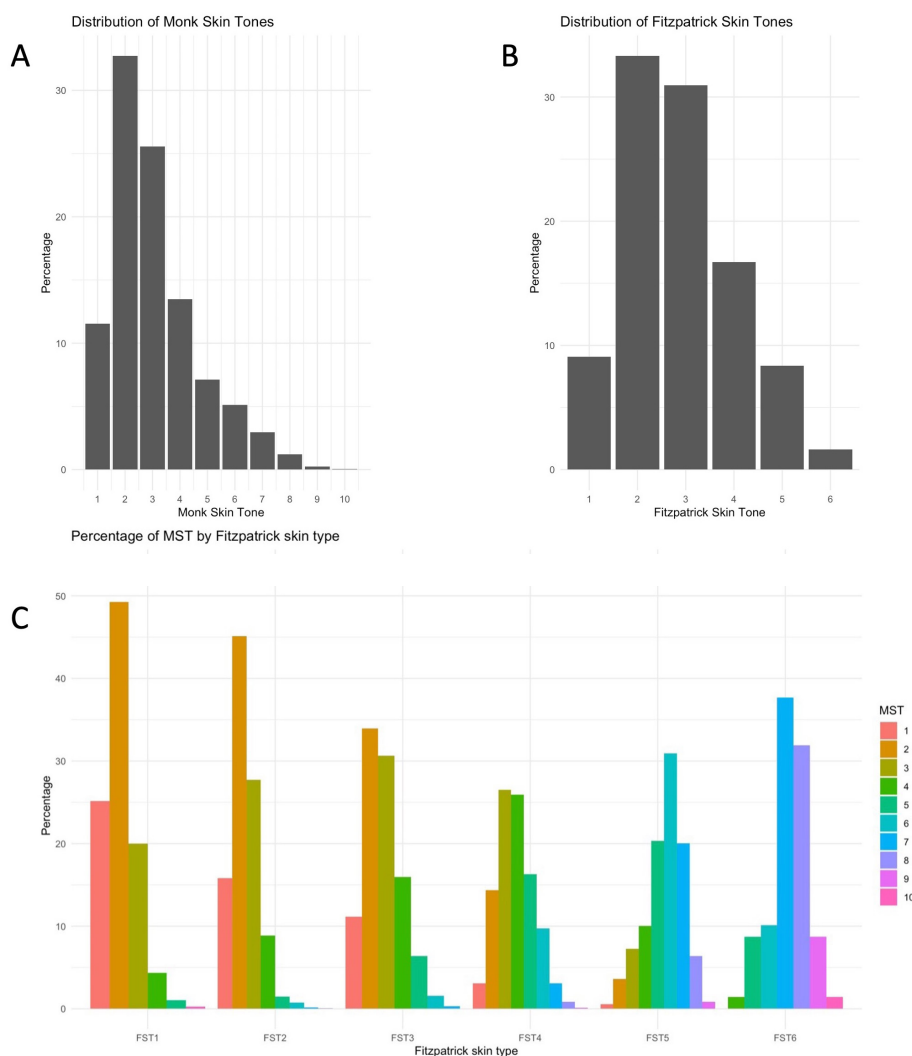 Distribution of Monk Skin Tones
A
Percentage
30
20
10
0
1 2 3 4 5 6 7 8 9 10
Monk Skin Tone
Distribution of Fitzpatrick Skin Tones
B
Percentage
30
20
10
0
1 2 3 4 5 6
Fitzpatrick Skin Tone
Percentage of MST by Fitzpatrick skin type
C
Percentage
50
40
30
20
10
0
FST1 FST2 FST3 FST4 FST5 FST6
Fitzpatrick skin type
MST
1
2
3
4
5
6
7
8
9
10